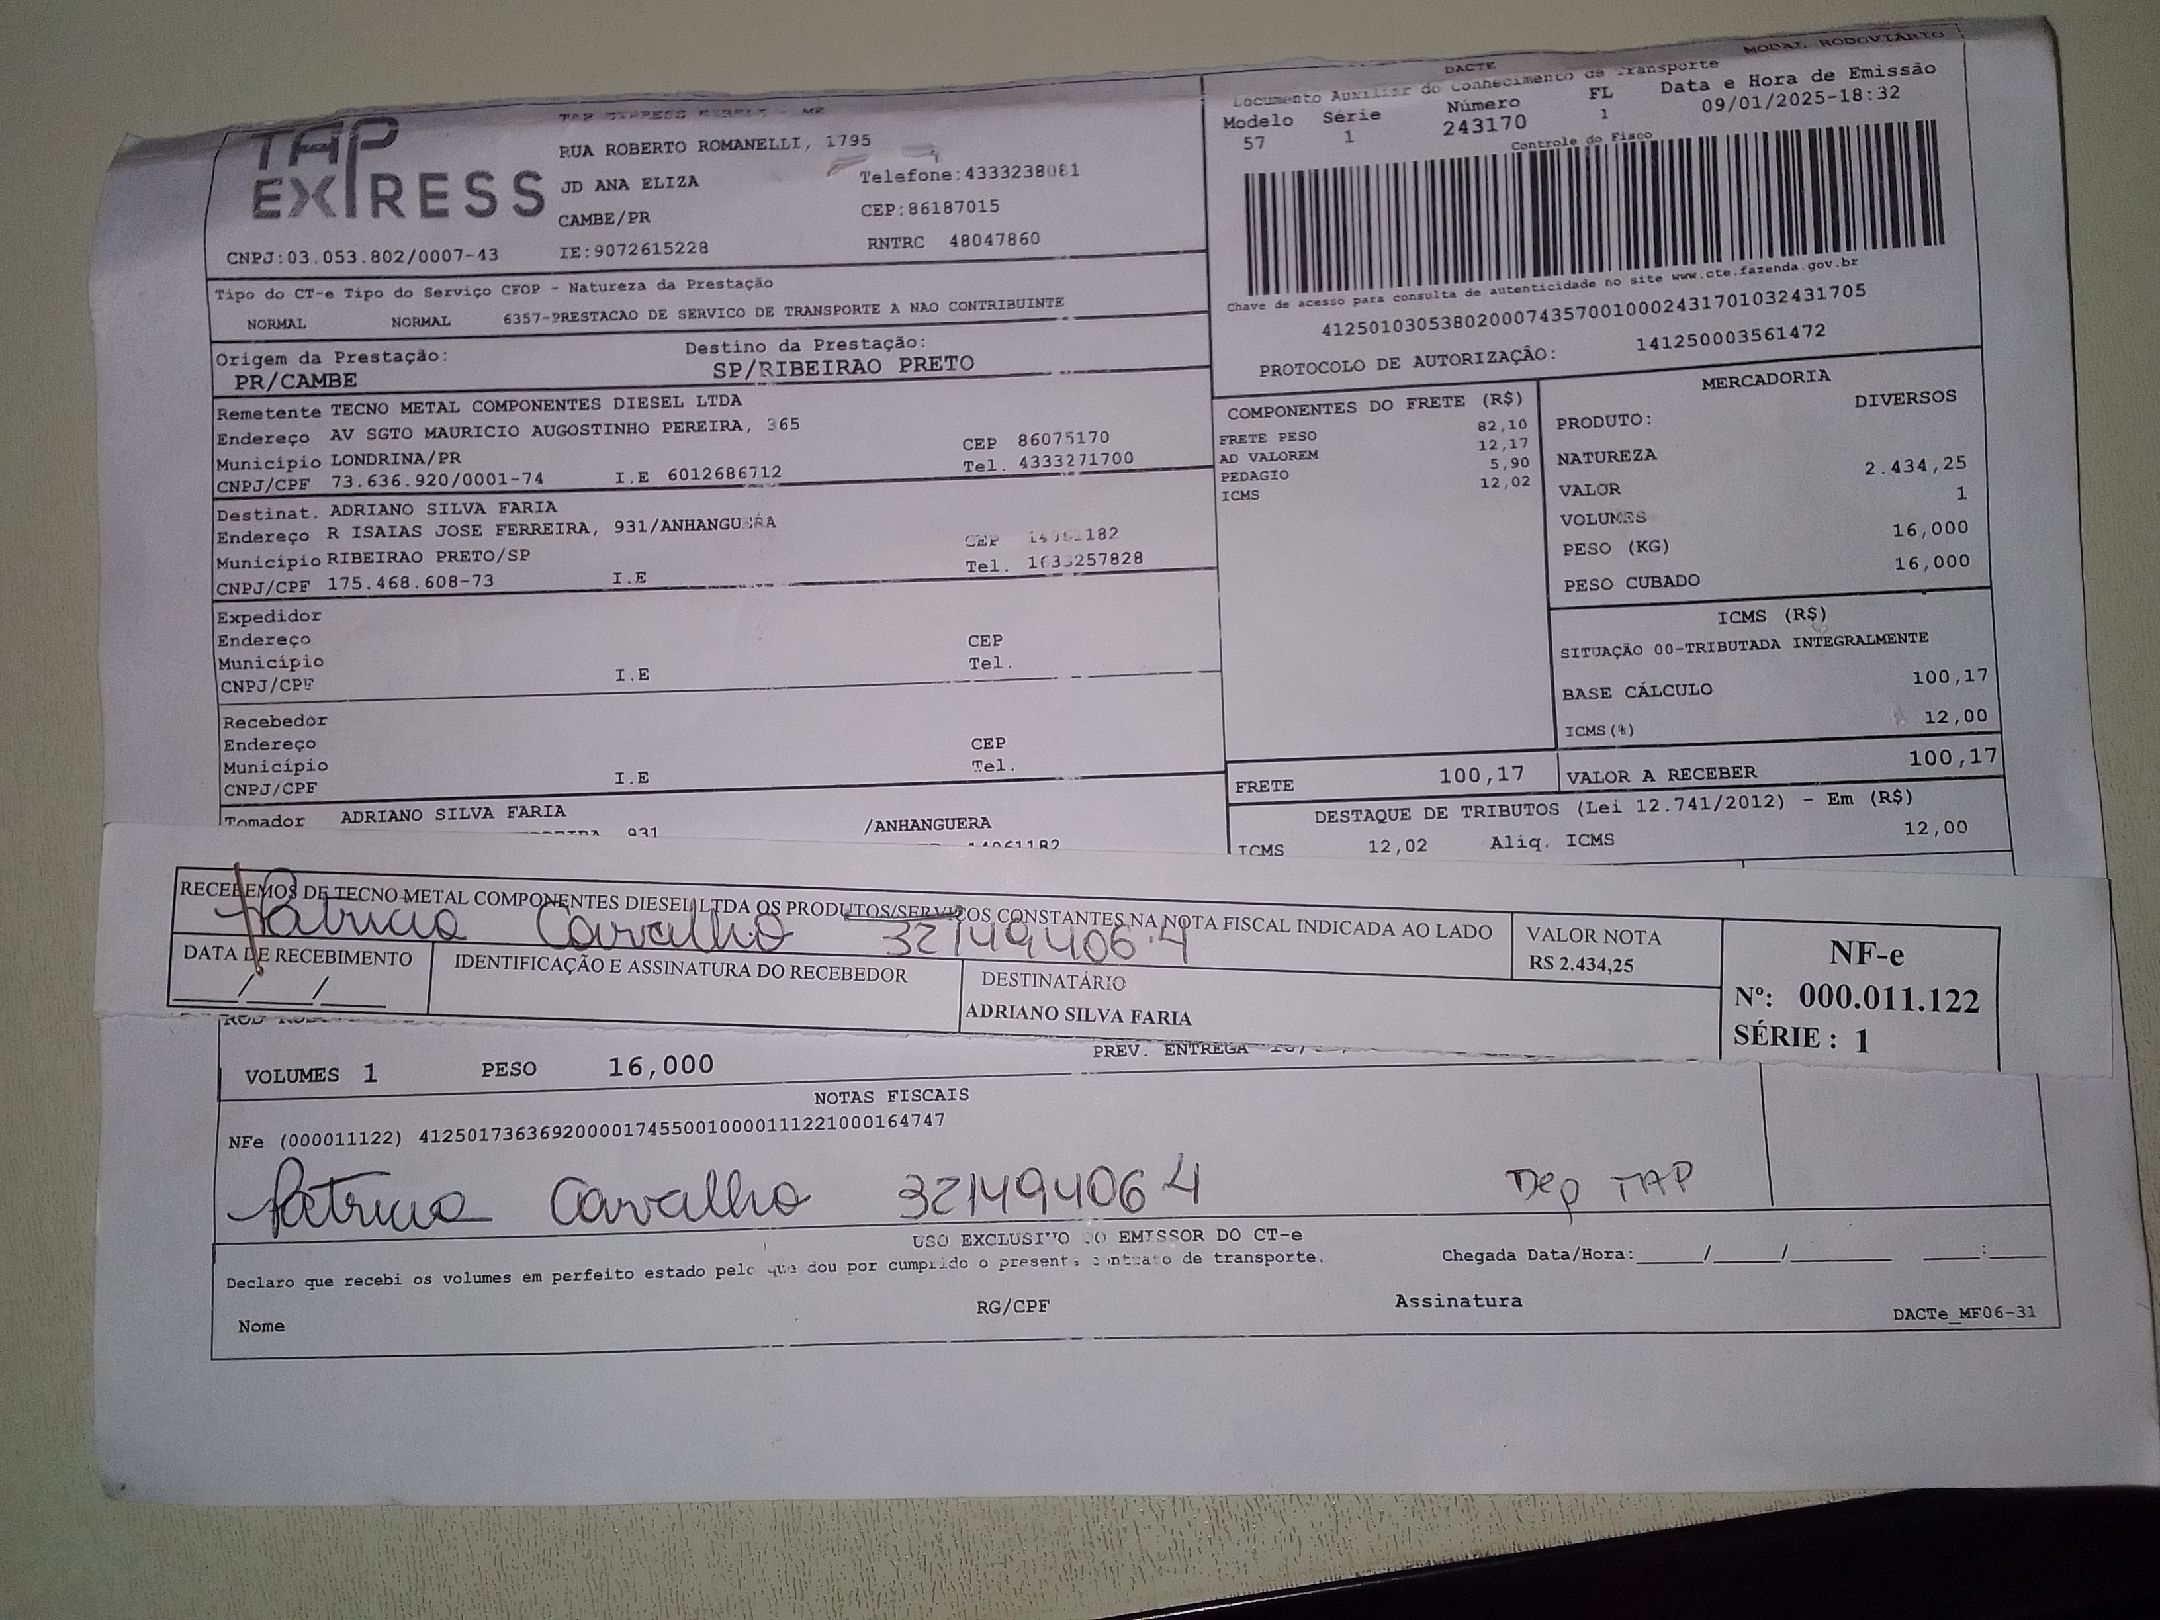 MODAL RODOVIÁRIO
TAP EXPRESS
TAP EXPRESS
RUA ROBERTO ROMANELLI, 1795
JD ANA ELIZA Telefone:4333238081
CAMBE/PR CEP:86187015
CNPJ:03.053.802/0007-43 IE:9072615228 RNTRC 48047860
DACTE
Documento Auxiliar do Conhecimento de Transporte
Modelo Série Número FL Data e Hora de Emissão
57 1 243170 1 09/01/2025-18:32
Controle do Fisco
Chave de acesso para consulta de autenticidade no site www.cte.fazenda.gov.br
41250103053802000743570010002431701032431705
PROTOCOLO DE AUTORIZAÇÃO: 141250003561472
Tipo do CT-e Tipo do Serviço CFOP - Natureza da Prestação
NORMAL NORMAL 6357-PRESTACAO DE SERVICO DE TRANSPORTE A NAO CONTRIBUINTE
Origem da Prestação: Destino da Prestação:
PR/CAMBE SP/RIBEIRAO PRETO
Remetente TECNO METAL COMPONENTES DIESEL LTDA
Endereço AV SGTO MAURICIO AUGOSTINHO PEREIRA, 365
Município LONDRINA/PR CEP 86075170
CNPJ/CPF 73.636.920/0001-74 I.E 6012686712 Tel. 4333271700
Destinat. ADRIANO SILVA FARIA
Endereço R ISAIAS JOSE FERREIRA, 931/ANHANGUERA
Município RIBEIRAO PRETO/SP CEP 14061182
CNPJ/CPF 175.468.608-73 I.E Tel. 1633257828
Expedidor
Endereço CEP
Município Tel.
CNPJ/CPF I.E
Recebedor
Endereço CEP
Município Tel.
CNPJ/CPF I.E
Tomador ADRIANO SILVA FARIA
931 /ANHANGUERA
14061182
COMPONENTES DO FRETE (R$)
FRETE PESO 82,10
AD VALOREM 12,17
PEDAGIO 5,90
ICMS 12,02
MERCADORIA
PRODUTO: DIVERSOS
NATUREZA
VALOR 2.434,25
VOLUMES 1
PESO (KG) 16,000
PESO CUBADO 16,000
ICMS (R$)
SITUAÇÃO 00-TRIBUTADA INTEGRALMENTE
BASE CÁLCULO 100,17
ICMS(%) 12,00
FRETE 100,17 VALOR A RECEBER 100,17
DESTAQUE DE TRIBUTOS (Lei 12.741/2012) - Em (R$)
ICMS 12,02 Aliq. ICMS 12,00
RECEBEMOS DE TECNO METAL COMPONENTES DIESEL LTDA OS PRODUTOS/SERVIÇOS CONSTANTES NA NOTA FISCAL INDICADA AO LADO
Patricia Carvalho 32149406-4
VALOR NOTA
R$ 2.434,25
DATA DE RECEBIMENTO IDENTIFICAÇÃO E ASSINATURA DO RECEBEDOR DESTINATÁRIO
___/___/___ ADRIANO SILVA FARIA
NF-e
Nº: 000.011.122
SÉRIE : 1
VOLUMES 1 PESO 16,000 PREV. ENTREGA
NOTAS FISCAIS
NFe (000011122) 41250173636920000174550010000111221000164747
Patricia Carvalho 32149406 4 Dep TAP
USO EXCLUSIVO DO EMISSOR DO CT-e
Declaro que recebi os volumes em perfeito estado pelo que dou por cumprido o presente contrato de transporte. Chegada Data/Hora:_____/_____/_______ ____:____
Nome RG/CPF Assinatura DACTe_MF06-31